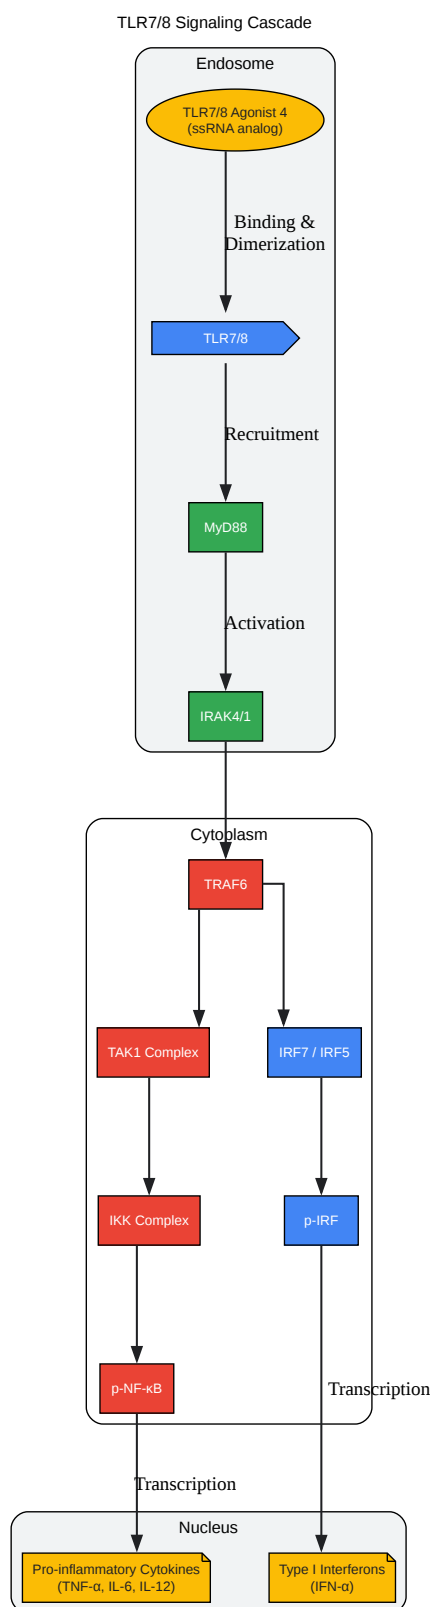 TLR7/8 Signaling Cascade
Endosome
TLR7/8 Agonist 4
(ssRNA analog)
Binding &
Dimerization
TLR7/8
Recruitment
MyD88
Activation
IRAK4/1
Cytoplasm
TRAF6
TAK1 Complex
IRF7 / IRF5
IKK Complex
p-IRF
p-NF-κB
Transcription
Transcription
Nucleus
Pro-inflammatory Cytokines
(TNF-α, IL-6, IL-12)
Type I Interferons
(IFN-α)